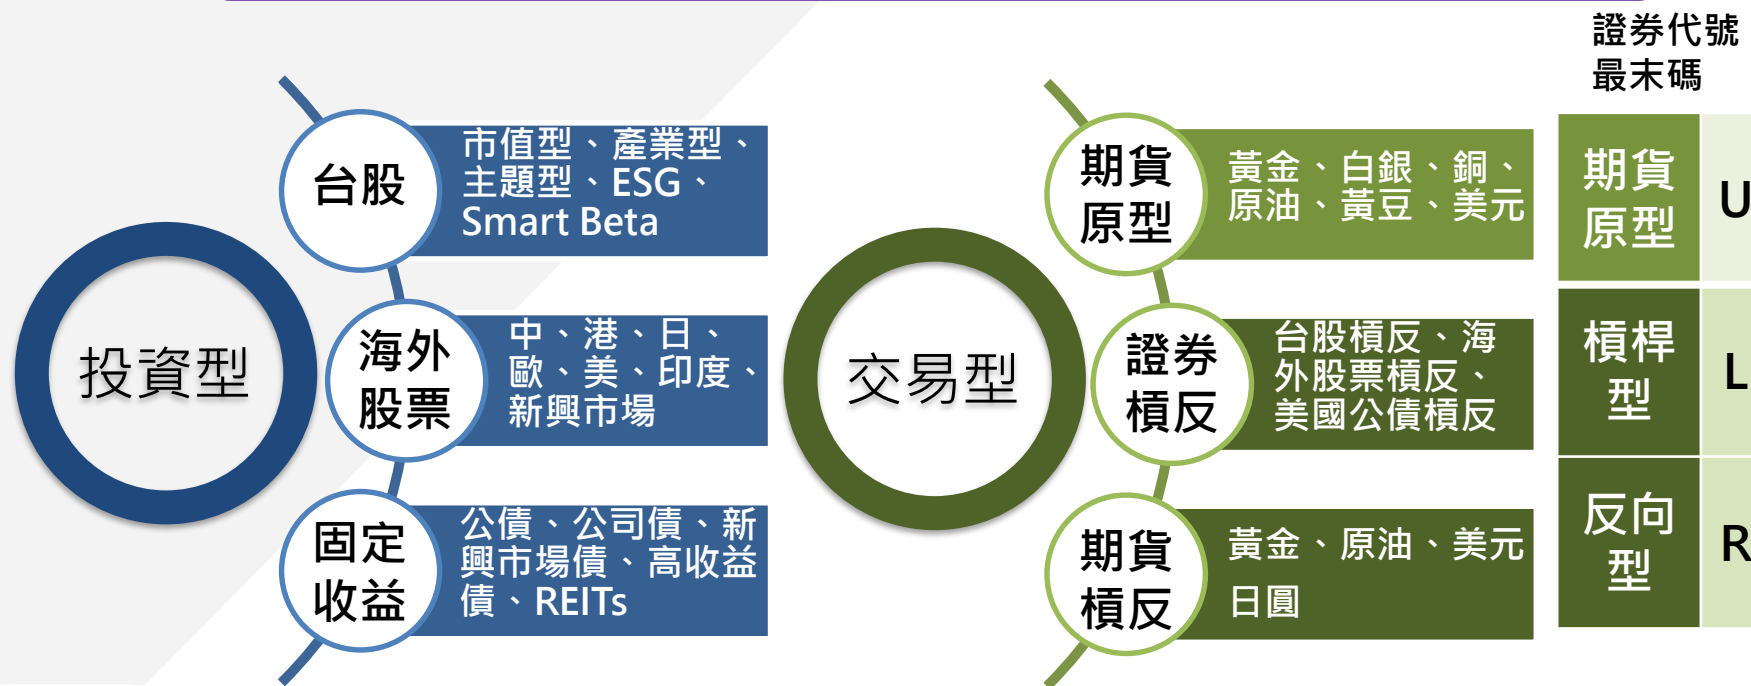 投資型
台股
市值型、產業型、
主題型、ESG、
Smart Beta
海外
股票
中、港、日、
歐、美、印度、
新興市場
固定
收益
公債、公司債、新
興市場債、高收益
債、REITs
交易型
期貨
原型
黃金、白銀、銅、
原油、黃豆、美元
證券
槓反
台股槓反、海
外股票槓反、
美國公債槓反
期貨
槓反
黃金、原油、美元
日圓
證券代號
最末碼
期貨
原型
U
槓桿
型
L
反向
型
R